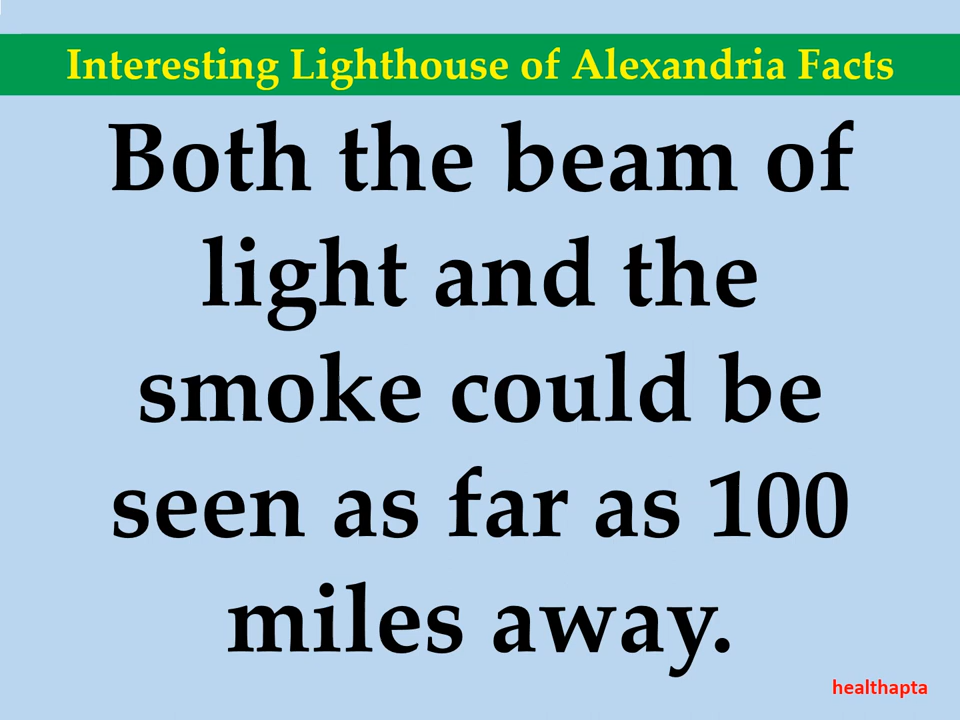 Interesting Lighthouse of Alexandria Facts
Both the beam of
light and the
smoke could be
seen as far as 100
miles away.
healthapta